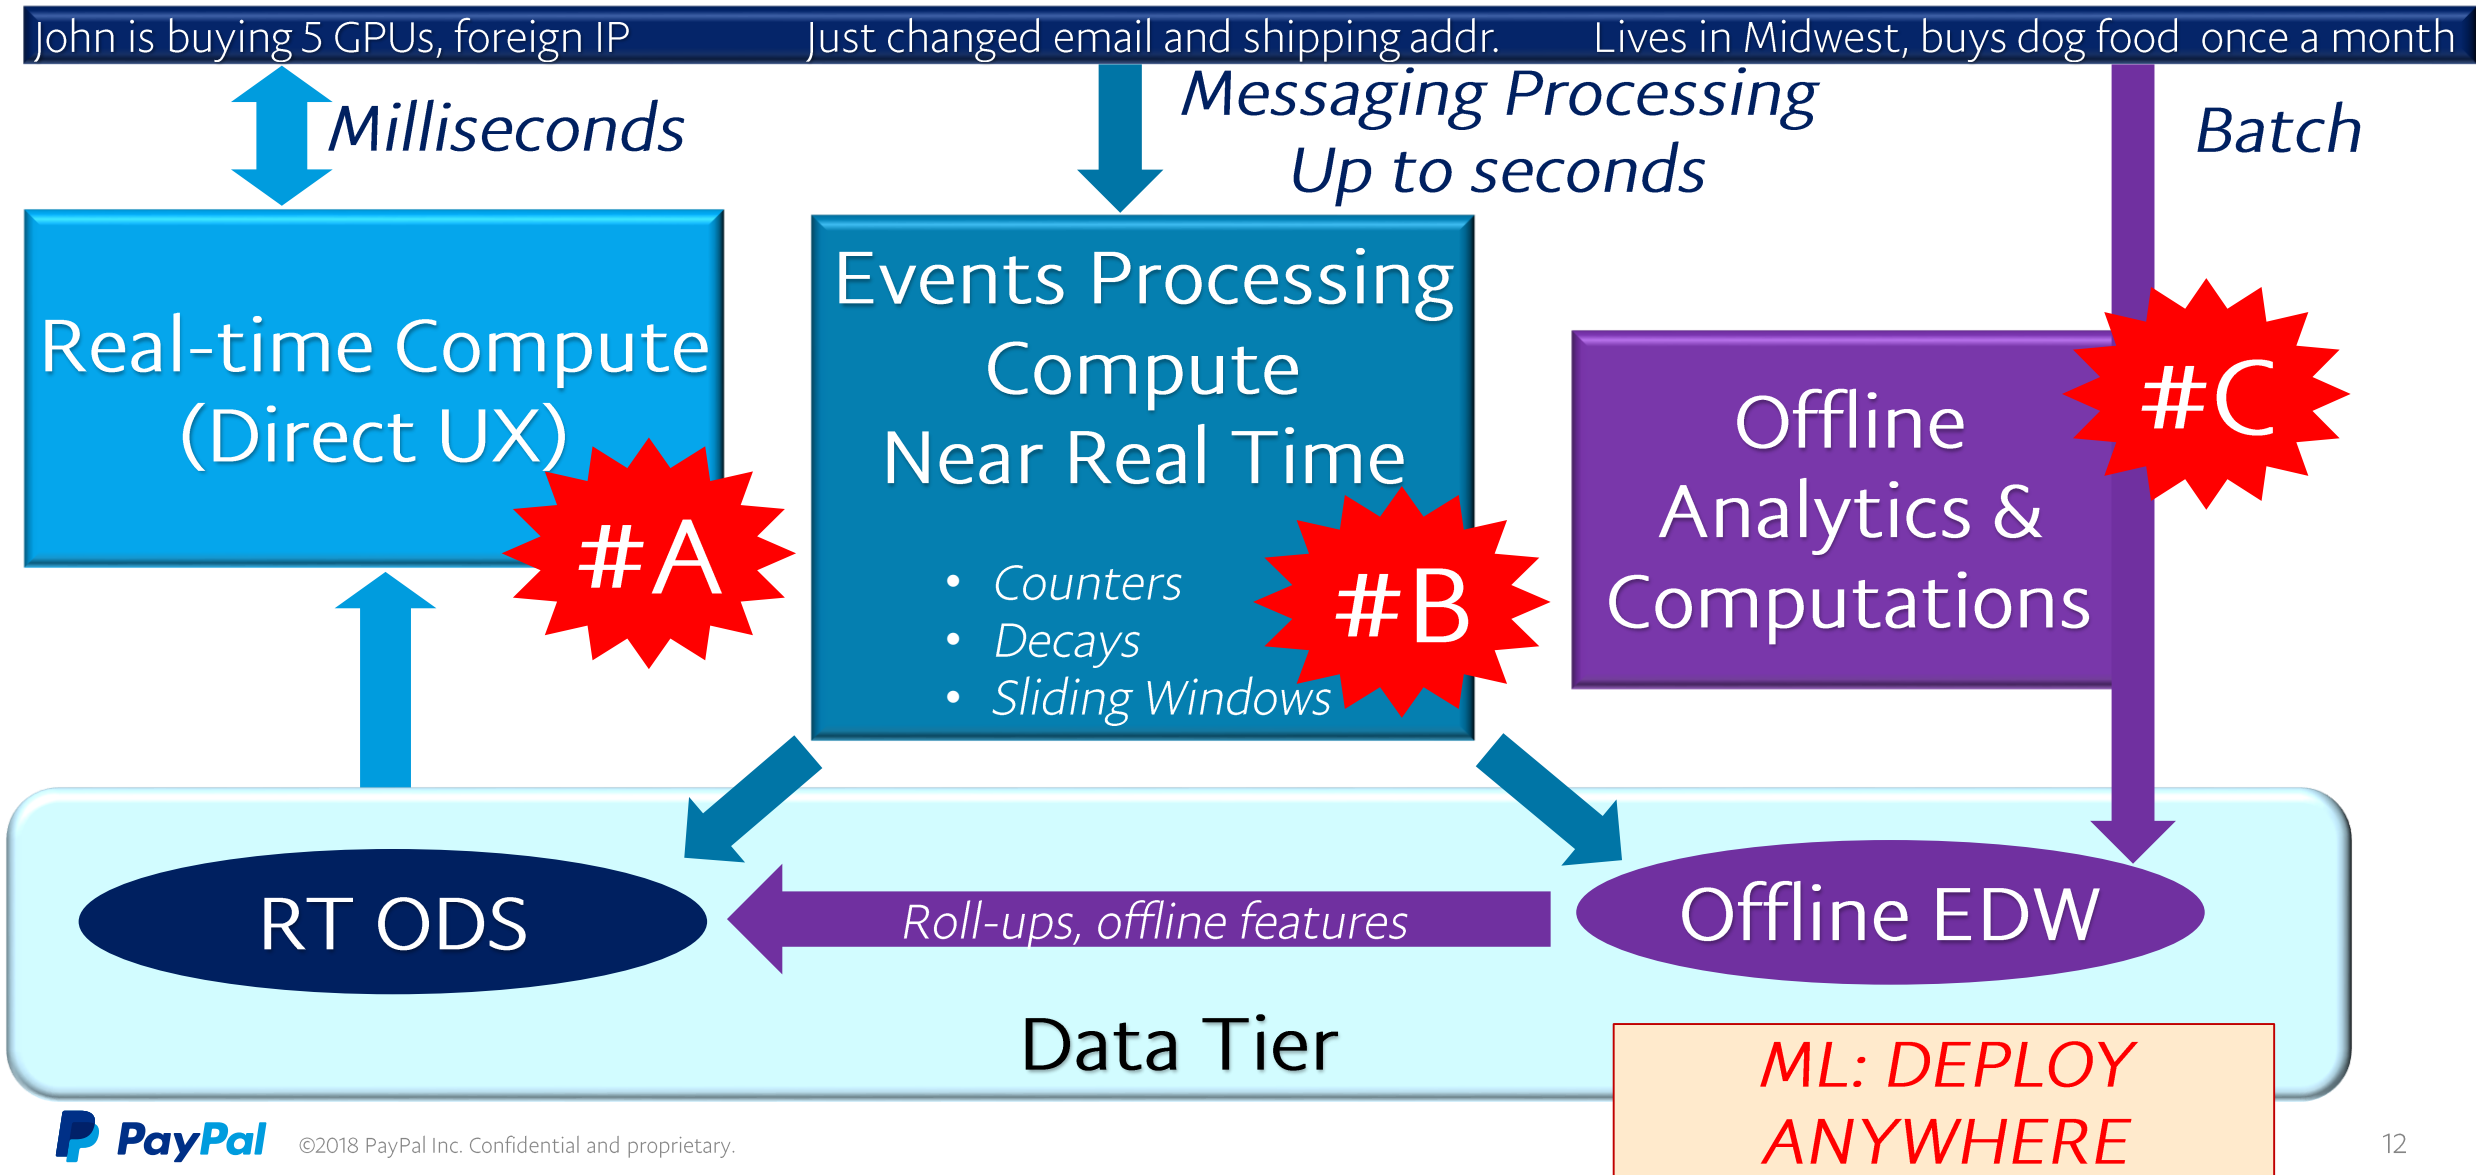 John is buying 5 GPUs, foreign IP
Just changed email and shipping addr.
Lives in Midwest, buys dog food once a month
Milliseconds
Messaging Processing
Up to seconds
Batch
Real-time Compute
(Direct UX)
#A
Events Processing
Compute
Near Real Time
• Counters
• Decays
• Sliding Windows
#B
Offline
Analytics &
Computations
#C
RT ODS
Roll-ups, offline features
Offline EDW
Data Tier
ML: DEPLOY
ANYWHERE
PayPal
©2018 PayPal Inc. Confidential and proprietary.
12